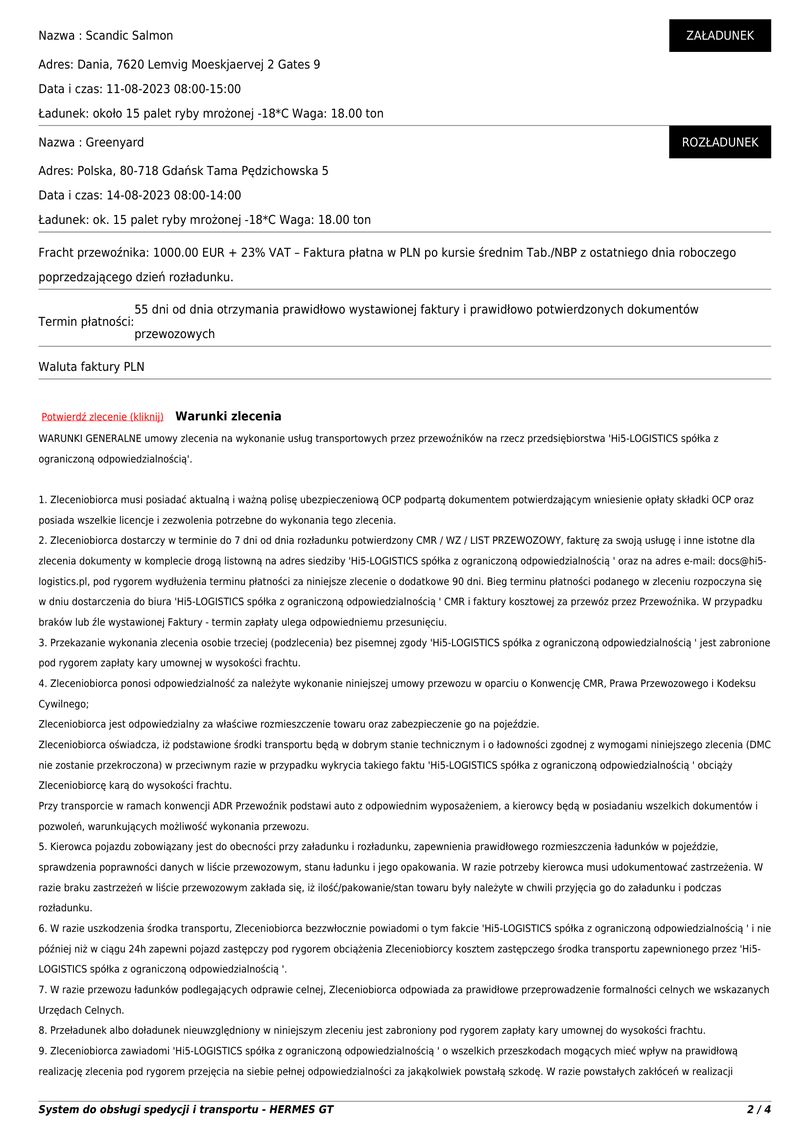 Nazwa : Scandic Salmon
ZAŁADUNEK
Adres: Dania, 7620 Lemvig Moeskjaervej 2 Gates 9
Data i czas: 11-08-2023 08:00-15:00
Ładunek: około 15 palet ryby mrożonej -18*C Waga: 18.00 ton
Nazwa : Greenyard
ROZŁADUNEK
Adres: Polska, 80-718 Gdańsk Tama Pędzichowska 5
Data i czas: 14-08-2023 08:00-14:00
Ładunek: ok. 15 palet ryby mrożonej -18*C Waga: 18.00 ton
Fracht przewoźnika: 1000.00 EUR + 23% VAT – Faktura płatna w PLN po kursie średnim Tab./NBP z ostatniego dnia roboczego
poprzedzającego dzień rozładunku.
Termin płatności: 55 dni od dnia otrzymania prawidłowo wystawionej faktury i prawidłowo potwierdzonych dokumentów
przewozowych
Waluta faktury PLN
Potwierdź zlecenie (kliknij) Warunki zlecenia
WARUNKI GENERALNE umowy zlecenia na wykonanie usług transportowych przez przewoźników na rzecz przedsiębiorstwa 'Hi5-LOGISTICS spółka z
ograniczoną odpowiedzialnością'.
1. Zleceniobiorca musi posiadać aktualną i ważną polisę ubezpieczeniową OCP podpartą dokumentem potwierdzającym wniesienie opłaty składki OCP oraz
posiada wszelkie licencje i zezwolenia potrzebne do wykonania tego zlecenia.
2. Zleceniobiorca dostarczy w terminie do 7 dni od dnia rozładunku potwierdzony CMR / WZ / LIST PRZEWOZOWY, fakturę za swoją usługę i inne istotne dla
zlecenia dokumenty w komplecie drogą listowną na adres siedziby 'Hi5-LOGISTICS spółka z ograniczoną odpowiedzialnością ' oraz na adres e-mail: docs@hi5-
logistics.pl, pod rygorem wydłużenia terminu płatności za niniejsze zlecenie o dodatkowe 90 dni. Bieg terminu płatności podanego w zleceniu rozpoczyna się
w dniu dostarczenia do biura 'Hi5-LOGISTICS spółka z ograniczoną odpowiedzialnością ' CMR i faktury kosztowej za przewóz przez Przewoźnika. W przypadku
braków lub źle wystawionej Faktury - termin zapłaty ulega odpowiedniemu przesunięciu.
3. Przekazanie wykonania zlecenia osobie trzeciej (podzlecenia) bez pisemnej zgody 'Hi5-LOGISTICS spółka z ograniczoną odpowiedzialnością ' jest zabronione
pod rygorem zapłaty kary umownej w wysokości frachtu.
4. Zleceniobiorca ponosi odpowiedzialność za należyte wykonanie niniejszej umowy przewozu w oparciu o Konwencję CMR, Prawa Przewozowego i Kodeksu
Cywilnego;
Zleceniobiorca jest odpowiedzialny za właściwe rozmieszczenie towaru oraz zabezpieczenie go na pojeździe.
Zleceniobiorca oświadcza, iż podstawione środki transportu będą w dobrym stanie technicznym i o ładowności zgodnej z wymogami niniejszego zlecenia (DMC
nie zostanie przekroczona) w przeciwnym razie w przypadku wykrycia takiego faktu 'Hi5-LOGISTICS spółka z ograniczoną odpowiedzialnością ' obciąży
Zleceniobiorcę karą do wysokości frachtu.
Przy transporcie w ramach konwencji ADR Przewoźnik podstawi auto z odpowiednim wyposażeniem, a kierowcy będą w posiadaniu wszelkich dokumentów i
pozwoleń, warunkujących możliwość wykonania przewozu.
5. Kierowca pojazdu zobowiązany jest do obecności przy załadunku i rozładunku, zapewnienia prawidłowego rozmieszczenia ładunków w pojeździe,
sprawdzenia poprawności danych w liście przewozowym, stanu ładunku i jego opakowania. W razie potrzeby kierowca musi udokumentować zastrzeżenia. W
razie braku zastrzeżeń w liście przewozowym zakłada się, iż ilość/pakowanie/stan towaru były należyte w chwili przyjęcia go do załadunku i podczas
rozładunku.
6. W razie uszkodzenia środka transportu, Zleceniobiorca bezzwłocznie powiadomi o tym fakcie 'Hi5-LOGISTICS spółka z ograniczoną odpowiedzialnością ' i nie
później niż w ciągu 24h zapewni pojazd zastępczy pod rygorem obciążenia Zleceniobiorcy kosztem zastępczego środka transportu zapewnionego przez 'Hi5-
LOGISTICS spółka z ograniczoną odpowiedzialnością '.
7. W razie przewozu ładunków podlegających odprawie celnej, Zleceniobiorca odpowiada za prawidłowe przeprowadzenie formalności celnych we wskazanych
Urzędach Celnych.
8. Przeładunek albo doładunek nieuwzględniony w niniejszym zleceniu jest zabroniony pod rygorem zapłaty kary umownej do wysokości frachtu.
9. Zleceniobiorca zawiadomi 'Hi5-LOGISTICS spółka z ograniczoną odpowiedzialnością ' o wszelkich przeszkodach mogących mieć wpływ na prawidłową
realizację zlecenia pod rygorem przejęcia na siebie pełnej odpowiedzialności za jakąkolwiek powstałą szkodę. W razie powstałych zakłóceń w realizacji
System do obsługi spedycji i transportu - HERMES GT 2 / 4